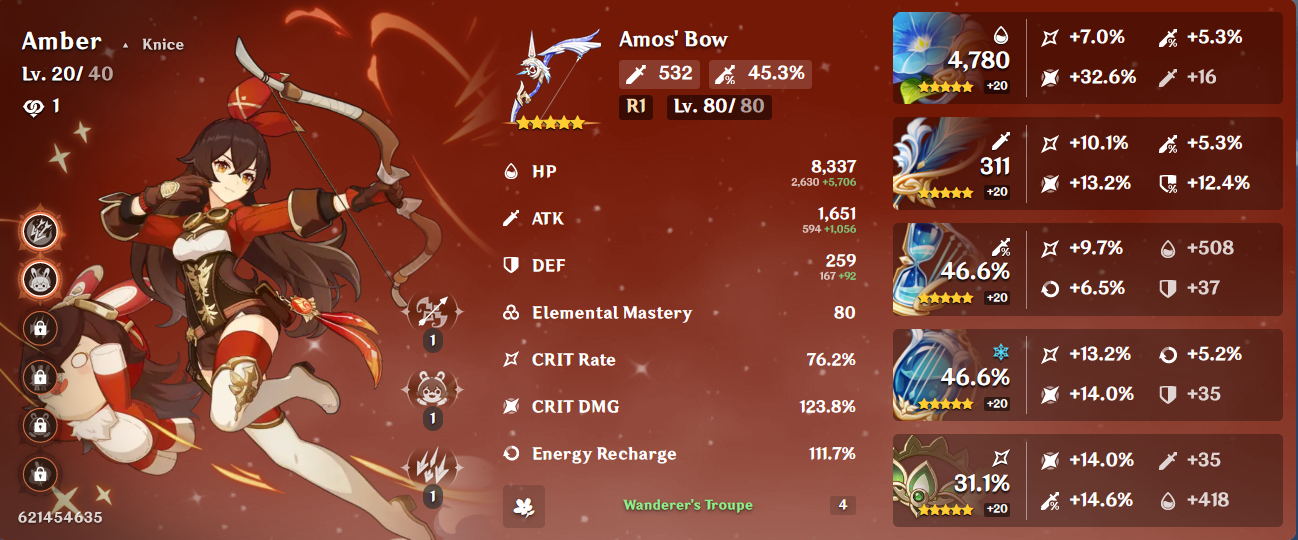 Amber ▲ Knice
Lv. 20/ 40
1
621454635
1
1
1
Amos' Bow
532 45.3%
R1 Lv. 80/ 80
HP 8,337
2,630 +5,706
ATK 1,651
594 +1,056
DEF 259
167 +92
Elemental Mastery 80
CRIT Rate 76.2%
CRIT DMG 123.8%
Energy Recharge 111.7%
Wanderer's Troupe 4
4,780
+20
+7.0% +5.3%
+32.6% +16
311
+20
+10.1% +5.3%
+13.2% +12.4%
46.6%
+20
+9.7% +508
+6.5% +37
46.6%
+20
+13.2% +5.2%
+14.0% +35
31.1%
+20
+14.0% +35
+14.6% +418